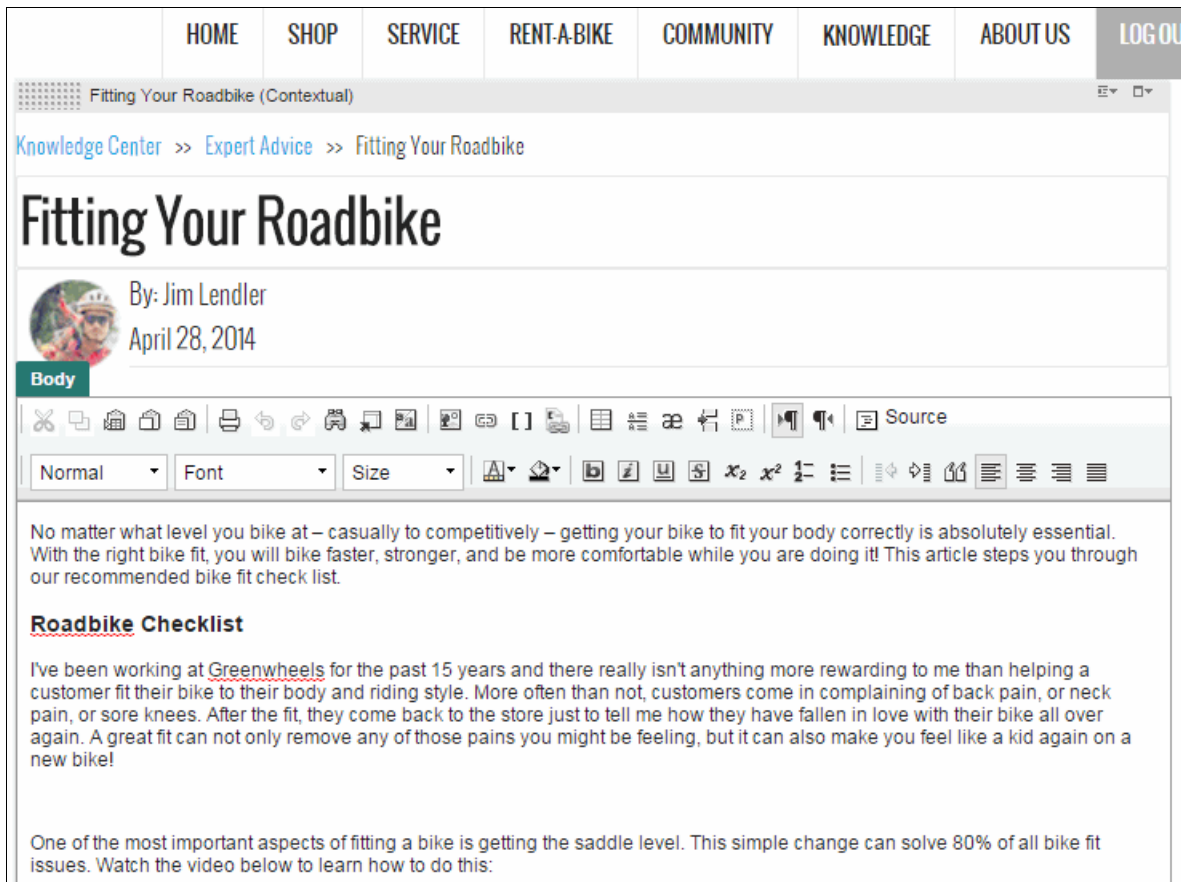 HOME SHOP SERVICE RENT-A-BIKE COMMUNITY KNOWLEDGE ABOUT US LOG OU
Fitting Your Roadbike (Contextual)
Knowledge Center >> Expert Advice >> Fitting Your Roadbike
Fitting Your Roadbike
By: Jim Lendler
April 28, 2014
Body
Source
Normal Font Size
No matter what level you bike at – casually to competitively – getting your bike to fit your body correctly is absolutely essential.
With the right bike fit, you will bike faster, stronger, and be more comfortable while you are doing it! This article steps you through
our recommended bike fit check list.
Roadbike Checklist
I've been working at Greenwheels for the past 15 years and there really isn't anything more rewarding to me than helping a
customer fit their bike to their body and riding style. More often than not, customers come in complaining of back pain, or neck
pain, or sore knees. After the fit, they come back to the store just to tell me how they have fallen in love with their bike all over
again. A great fit can not only remove any of those pains you might be feeling, but it can also make you feel like a kid again on a
new bike!
One of the most important aspects of fitting a bike is getting the saddle level. This simple change can solve 80% of all bike fit
issues. Watch the video below to learn how to do this: